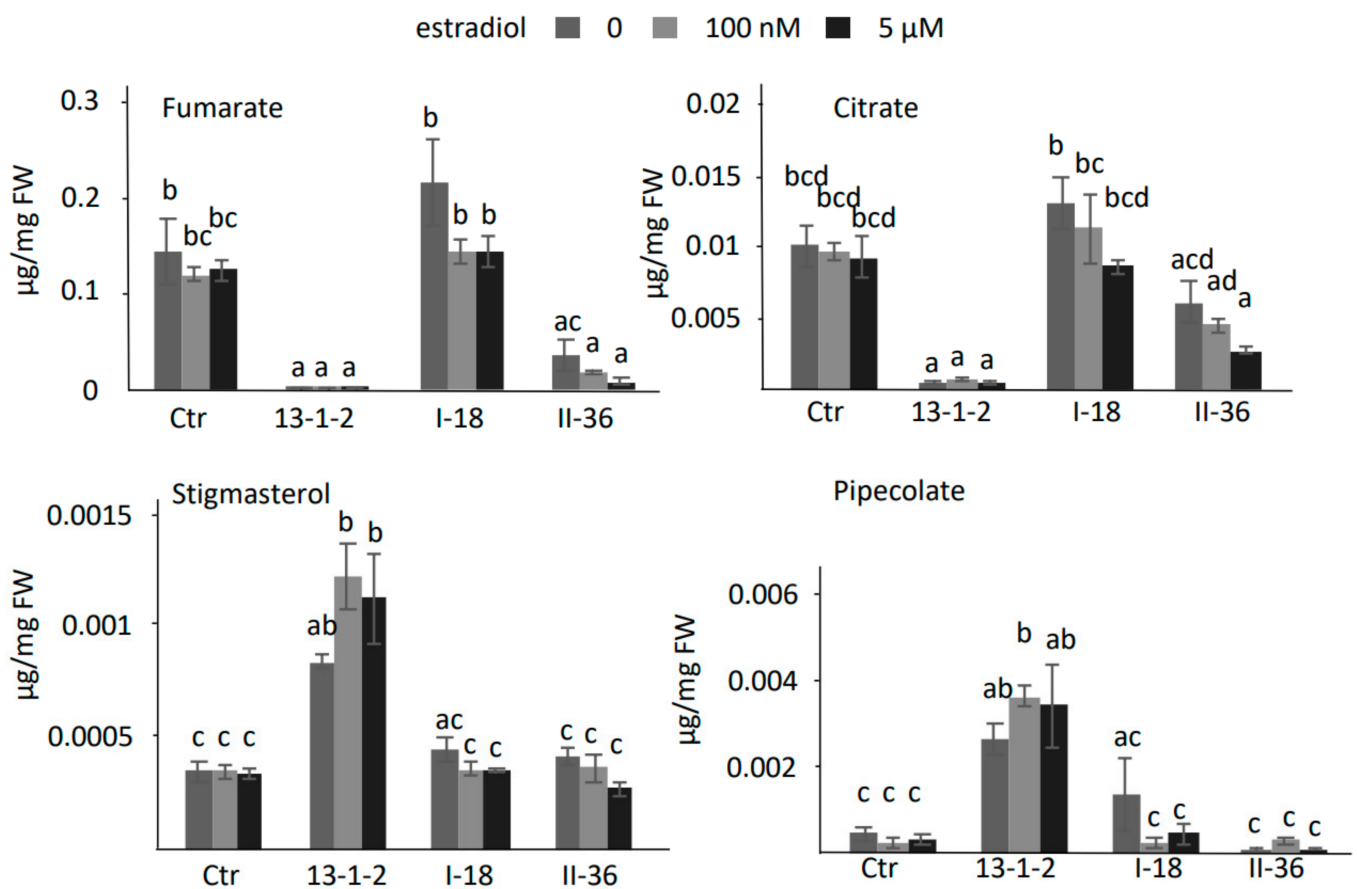 estradiol 0 100 nM 5 µM
Fumarate
µg/mg FW
0.3
0.2
0.1
0
b bc bc
a a a
b b b
ac a a
Ctr 13-1-2 I-18 II-36
Citrate
µg/mg FW
0.02
0.015
0.010
0.005
bcd bcd bcd
a a a
b bc bcd
acd ad a
Ctr 13-1-2 I-18 II-36
Stigmasterol
µg/mg FW
0.0015
0.001
0.0005
c c c
ab b b
ac c c
c c c
Ctr 13-1-2 I-18 II-36
Pipecolate
µg/mg FW
0.006
0.004
0.002
c c c
ab b ab
ac c c
c c c
Ctr 13-1-2 I-18 II-36